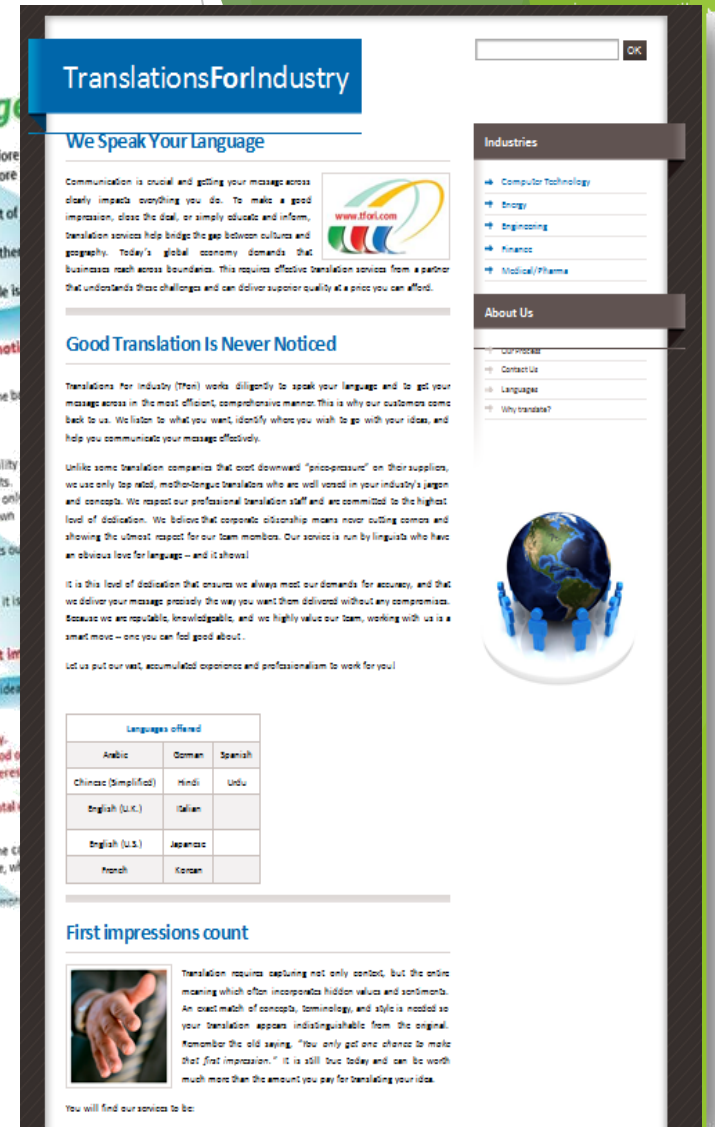 TranslationsForIndustry
OK
We Speak Your Language
Communication is crucial and getting your message across
clearly impacts everything you do. To make a good
impression, close the deal, or simply educate and inform,
translation services help bridge the gap between cultures and
geography. Today's global economy demands that
businesses reach across boundaries. This requires effective translation services from a partner
that understands these challenges and can deliver superior quality at a price you can afford.
www.tfori.com
Good Translation Is Never Noticed
Translations For Industry (TFori) works diligently to speak your language and to get your
message across in the most efficient, comprehensive manner. This is why our customers come
back to us. We listen to what you want, identify where you wish to go with your ideas, and
help you communicate your message effectively.
Unlike some translation companies that exert downward "price-pressure" on their suppliers,
we use only top rated, mother-tongue translators who are well versed in your industry's jargon
and concepts. We respect our professional translation staff and are committed to the highest
level of dedication. We believe that corporate citizenship means never cutting corners and
showing the utmost respect for our team members. Our service is run by linguists who have
an obvious love for language -- and it shows!
It is this level of dedication that ensures we always meet our demands for accuracy, and that
we deliver your message precisely the way you want them delivered without any compromises.
Because we are reputable, knowledgeable, and we highly value our team, working with us is a
smart move -- one you can feel good about .
Let us put our vast, accumulated experience and professionalism to work for you!
Languages offered
Arabic German Spanish
Chinese (Simplified) Hindi Urdu
English (U.K.) Italian
English (U.S.) Japanese
French Korean
First impressions count
Translation requires capturing not only context, but the entire
meaning which often incorporates hidden values and sentiments.
An exact match of concepts, terminology, and style is needed so
your translation appears indistinguishable from the original.
Remember the old saying, "You only get one chance to make
that first impression." It is still true today and can be worth
much more than the amount you pay for translating your idea.
You will find our services to be:
Industries
Computer Technology
Energy
Engineering
Finance
Medical/Pharma
About Us
Our Process
Contact Us
Languages
Why translate?